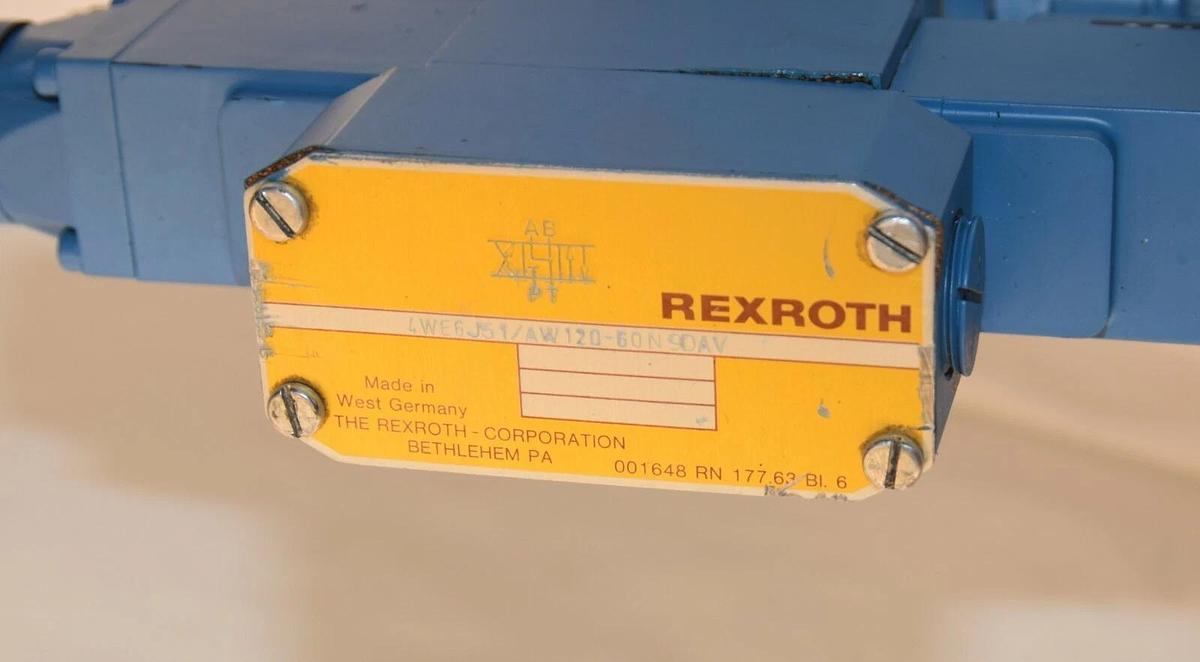 AB
PT
REXROTH
4WE6J51/AW120-60N9DAV
Made in
West Germany
THE REXROTH - CORPORATION
BETHLEHEM PA
001648 RN 177.63 Bl. 6